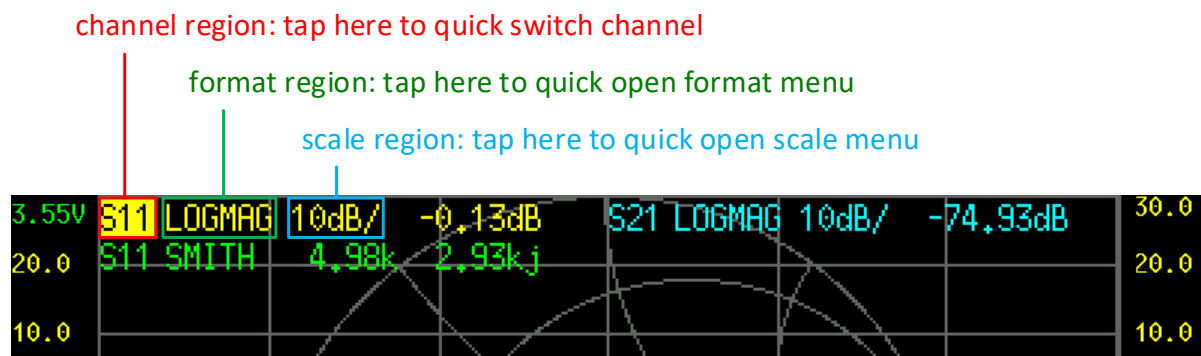 channel region: tap here to quick switch channel
format region: tap here to quick open format menu
scale region: tap here to quick open scale menu
3.55V S11 LOGMAG 10dB/ -0.13dB S21 LOGMAG 10dB/ -74.93dB 30.0
S11 SMITH 4.98k 2.93kj
20.0 20.0
10.0 10.0